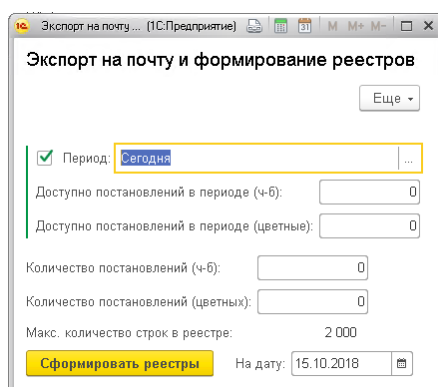 Экспорт на почту ... (1С:Предприятие) 31 M M+ M-
Экспорт на почту и формирование реестров
Еще
Период: Сегодня ...
Доступно постановлений в периоде (ч-б): 0
Доступно постановлений в периоде (цветные): 0
Количество постановлений (ч-б): 0
Количество постановлений (цветных): 0
Макс. количество строк в реестре: 2 000
Сформировать реестры На дату: 15.10.2018